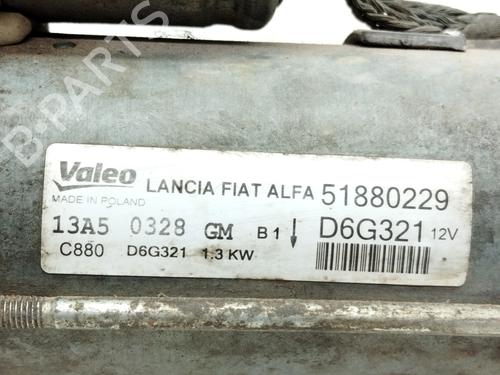 B-PARTS
Valeo LANCIA FIAT ALFA 51880229
MADE IN POLAND
13A5 0328 GM B1 D6G321 12V
C880 D6G321 1.3 KW